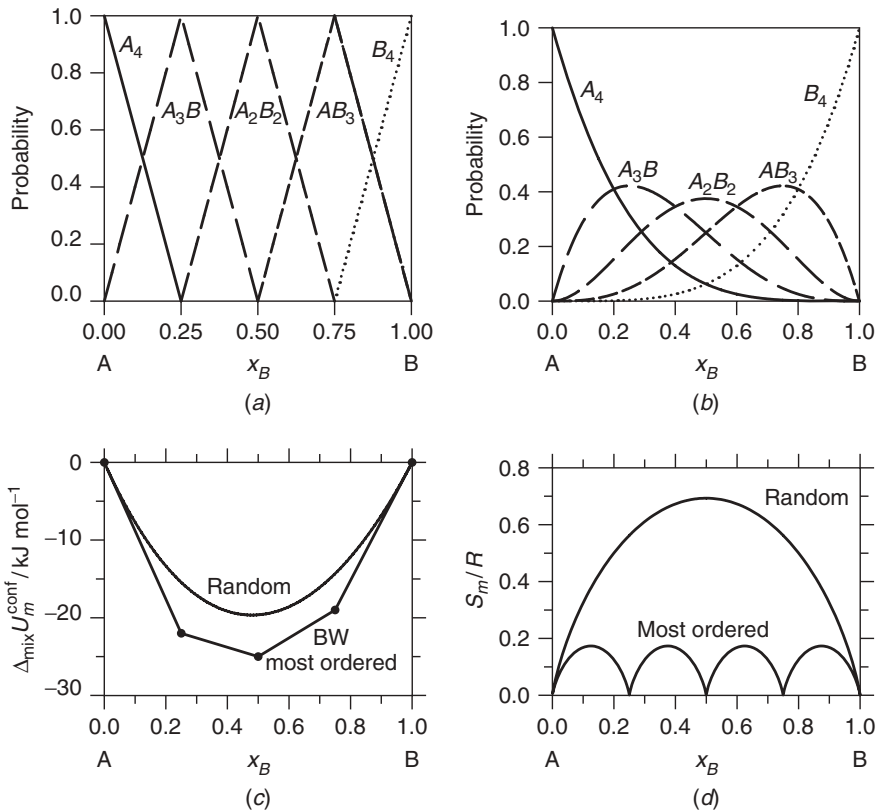 1.0
0.8
0.6
0.4
0.2
0.0
Probability
A4
A3B
A2B2
AB3
B4
0.00 0.25 0.50 0.75 1.00
A xB B
(a)
1.0
0.8
0.6
0.4
0.2
0.0
Probability
A4
A3B
A2B2
AB3
B4
0.0 0.2 0.4 0.6 0.8 1.0
A xB B
(b)
0
−10
−20
−30
ΔmixUm^conf / kJ mol−1
Random
BW
most ordered
0.0 0.2 0.4 0.6 0.8 1.0
A xB B
(c)
0.8
0.6
0.4
0.2
0.0
Sm/R
Random
Most ordered
0.0 0.2 0.4 0.6 0.8 1.0
A xB B
(d)